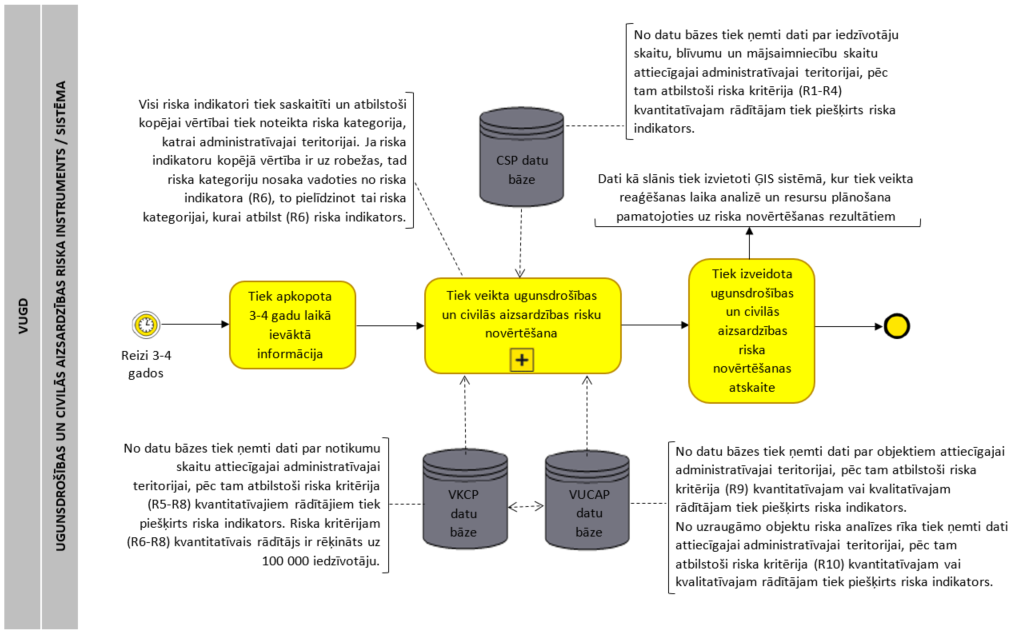 VUGD
UGUNSDROŠĪBAS UN CIVILĀS AIZSARDZĪBAS RISKA INSTRUMENTS / SISTĒMA
No datu bāzes tiek ņemti dati par iedzīvotāju
skaitu, blīvumu un mājsaimniecību skaitu
attiecīgajai administratīvajai teritorijai, pēc
tam atbilstoši riska kritērija (R1-R4)
kvantitatīvajam rādītājam tiek piešķirts riska
indikators.
Visi riska indikatori tiek saskaitīti un atbilstoši
kopējai vērtībai tiek noteikta riska kategorija,
katrai administratīvajai teritorijai. Ja riska
indikatoru kopējā vērtība ir uz robežas, tad
riska kategoriju nosaka vadoties no riska
indikatora (R6), to pielīdzinot tai riska
kategorijai, kurai atbilst (R6) riska indikators.
CSP datu
bāze
Dati kā slānis tiek izvietoti ĢIS sistēmā, kur tiek veikta
reaģēšanas laika analīzē un resursu plānošana
pamatojoties uz riska novērtēšanas rezultātiem
Reizi 3-4
gados
Tiek apkopota
3-4 gadu laikā
ievāktā
informācija
Tiek veikta ugunsdrošības
un civilās aizsardzības risku
novērtēšana
Tiek izveidota
ugunsdrošības
un civilās
aizsardzības
riska
novērtēšanas
atskaite
No datu bāzes tiek ņemti dati par notikumu
skaitu attiecīgajai administratīvajai
teritorijai, pēc tam atbilstoši riska kritērija
(R5-R8) kvantitatīvajiem rādītājiem tiek
piešķirts riska indikators. Riska kritērijam
(R6-R8) kvantitatīvais rādītājs ir rēķināts uz
100 000 iedzīvotāju.
VKCP
datu
bāze
VUCAP
datu
bāze
No datu bāzes tiek ņemti dati par objektiem attiecīgajai
administratīvajai teritorijai, pēc tam atbilstoši riska
kritērija (R9) kvantitatīvajam vai kvalitatīvajam
rādītājam tiek piešķirts riska indikators.
No uzraugāmo objektu riska analīzes rīka tiek ņemti dati
attiecīgajai administratīvajai teritorijai, pēc tam
atbilstoši riska kritērija (R10) kvantitatīvajam vai
kvalitatīvajam rādītājam tiek piešķirts riska indikators.